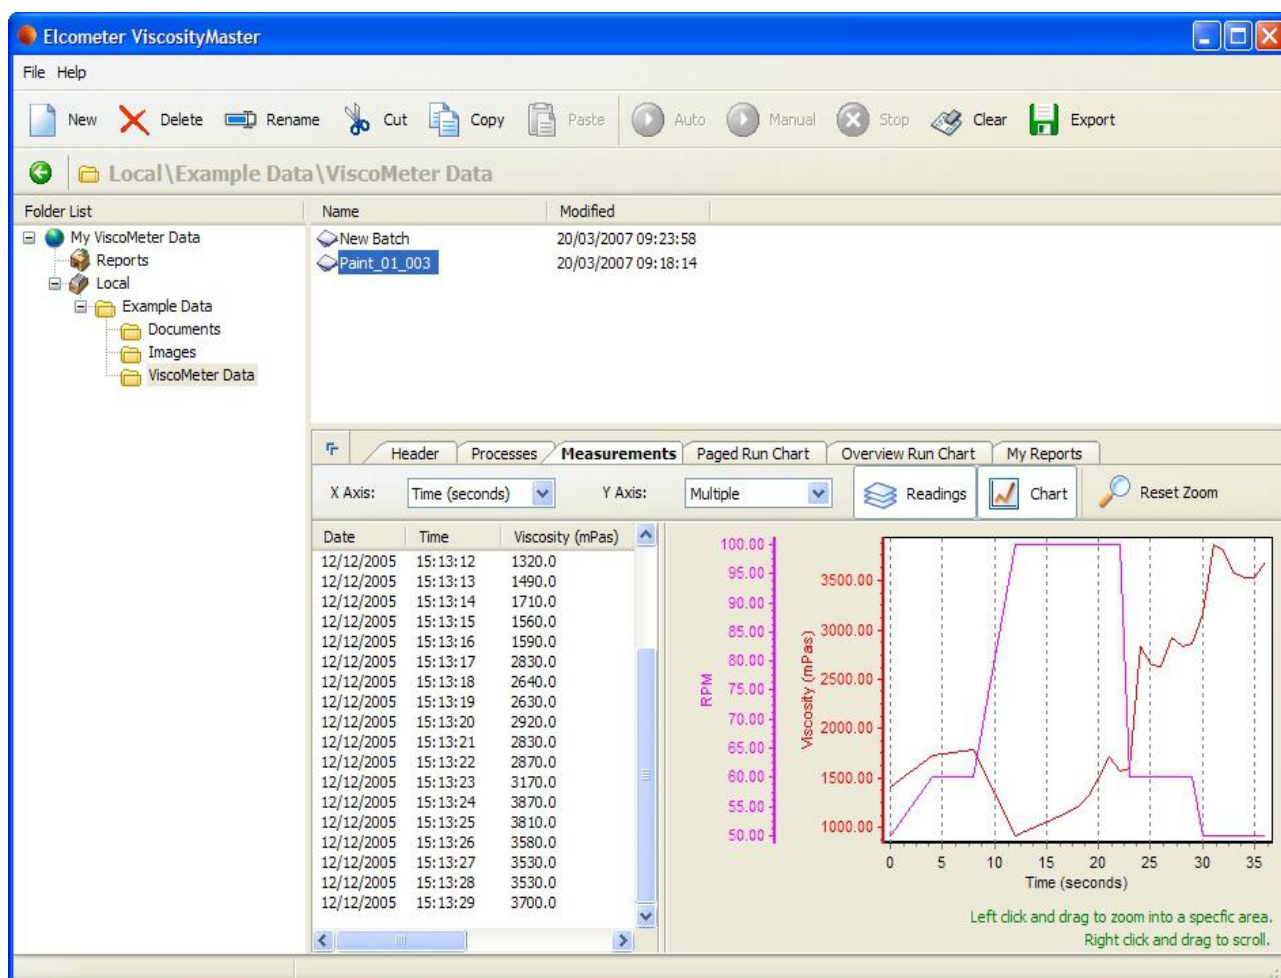 Elcometer ViscosityMaster
File Help
New Delete Rename Cut Copy Paste Auto Manual Stop Clear Export
Local\Example Data\ViscoMeter Data
Folder List
My ViscoMeter Data
Reports
Local
Example Data
Documents
Images
ViscoMeter Data
Name Modified
New Batch 20/03/2007 09:23:58
Paint_01_003 20/03/2007 09:18:14
Header Processes Measurements Paged Run Chart Overview Run Chart My Reports
X Axis: Time (seconds) Y Axis: Multiple Readings Chart Reset Zoom
Date Time Viscosity (mPas)
12/12/2005 15:13:12 1320.0
12/12/2005 15:13:13 1490.0
12/12/2005 15:13:14 1710.0
12/12/2005 15:13:15 1560.0
12/12/2005 15:13:16 1590.0
12/12/2005 15:13:17 2830.0
12/12/2005 15:13:18 2640.0
12/12/2005 15:13:19 2630.0
12/12/2005 15:13:20 2920.0
12/12/2005 15:13:21 2830.0
12/12/2005 15:13:22 2870.0
12/12/2005 15:13:23 3170.0
12/12/2005 15:13:24 3870.0
12/12/2005 15:13:25 3810.0
12/12/2005 15:13:26 3580.0
12/12/2005 15:13:27 3530.0
12/12/2005 15:13:28 3530.0
12/12/2005 15:13:29 3700.0
RPM
100.00
95.00
90.00
85.00
80.00
75.00
70.00
65.00
60.00
55.00
50.00
Viscosity (mPas)
3500.00
3000.00
2500.00
2000.00
1500.00
1000.00
0 5 10 15 20 25 30 35
Time (seconds)
Left click and drag to zoom into a specfic area.
Right click and drag to scroll.